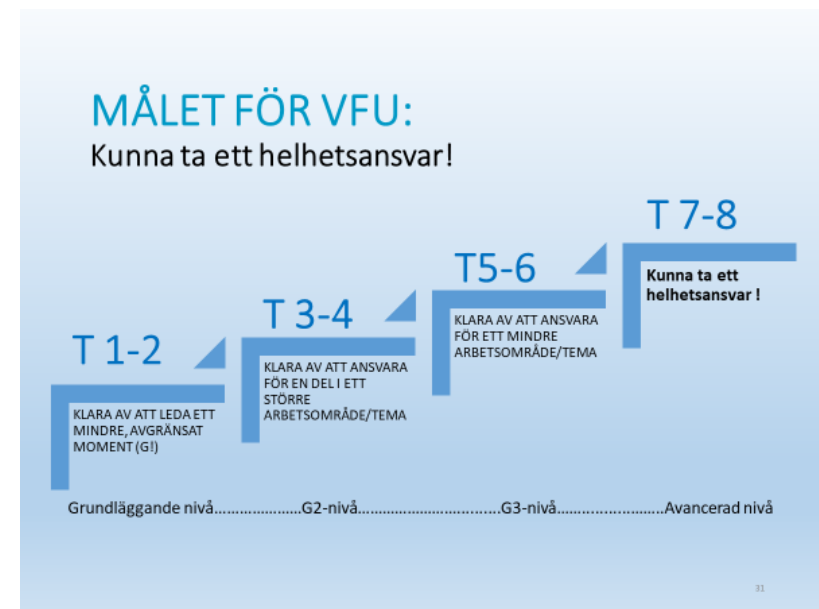 MÅLET FÖR VFU:
Kunna ta ett helhetsansvar!
T 1-2
KLARA AV ATT LEDA ETT
MINDRE, AVGRÄNSAT
MOMENT (G!)
T 3-4
KLARA AV ATT ANSVARA
FÖR EN DEL I ETT
STÖRRE
ARBETSOMRÅDE/TEMA
T5-6
KLARA AV ATT ANSVARA
FÖR ETT MINDRE
ARBETSOMRÅDE/TEMA
T 7-8
Kunna ta ett
helhetsansvar !
Grundläggande nivå.....................G2-nivå..................................G3-nivå..........................Avancerad nivå
31